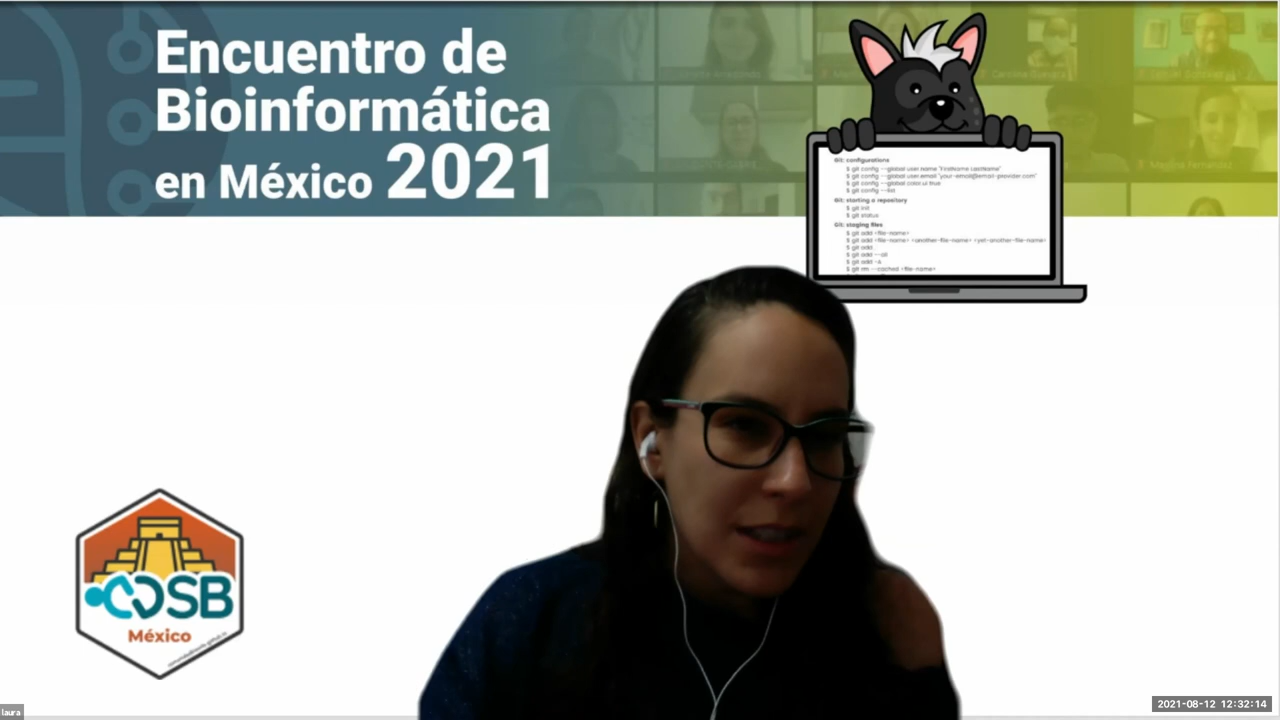 Encuentro de
Bioinformática
en México 2021
Git: configurations
$ git config --global user.name "FirstName LastName"
$ git config --global user.email "your-email@email-provider.com"
$ git config --global color.ui true
$ git config --list
Git: starting a repository
$ git init
$ git status
Git: staging files
$ git add <file-name>
$ git add <file-name> <another-file-name> <yet-another-file-name>
$ git add .
$ git add --all
$ git add -A
$ git rm --cached <file-name>
CDSB
México
laura
2021-08-12 12:32:14